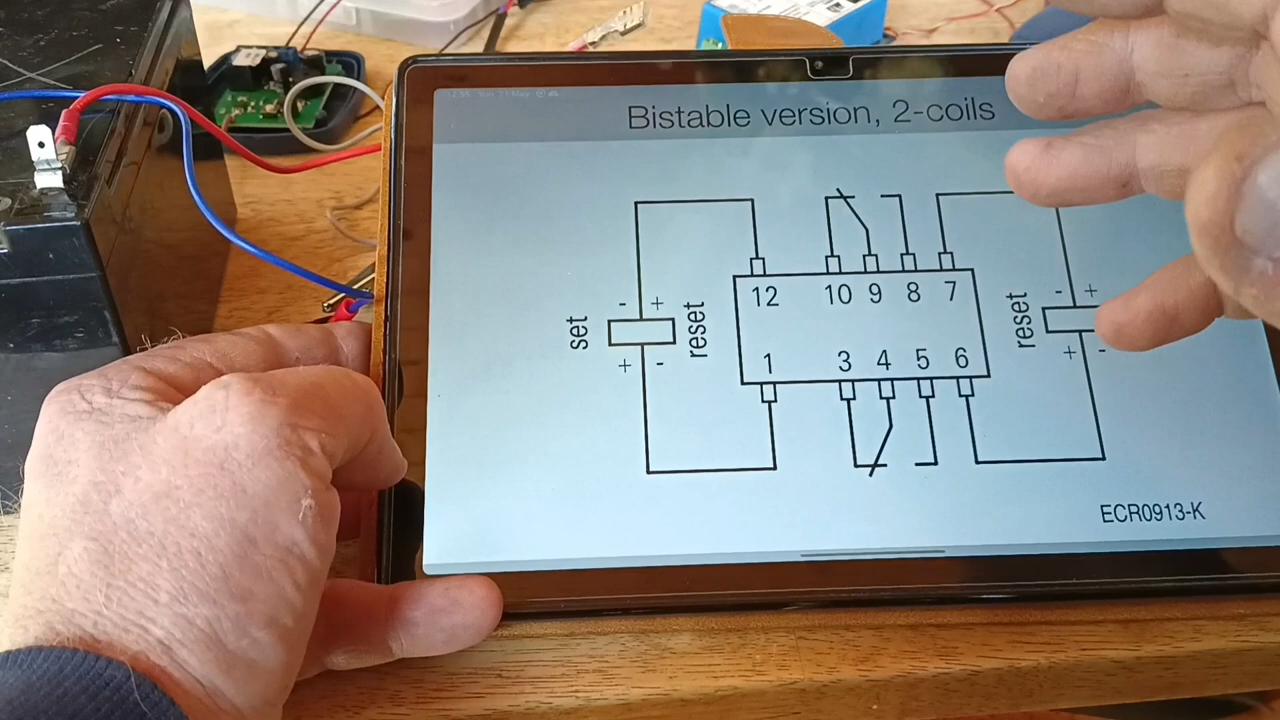 Bistable version, 2-coils
12 10 9 8 7
- + - +
set reset reset
+ - + -
1 3 4 5 6
ECR0913-K